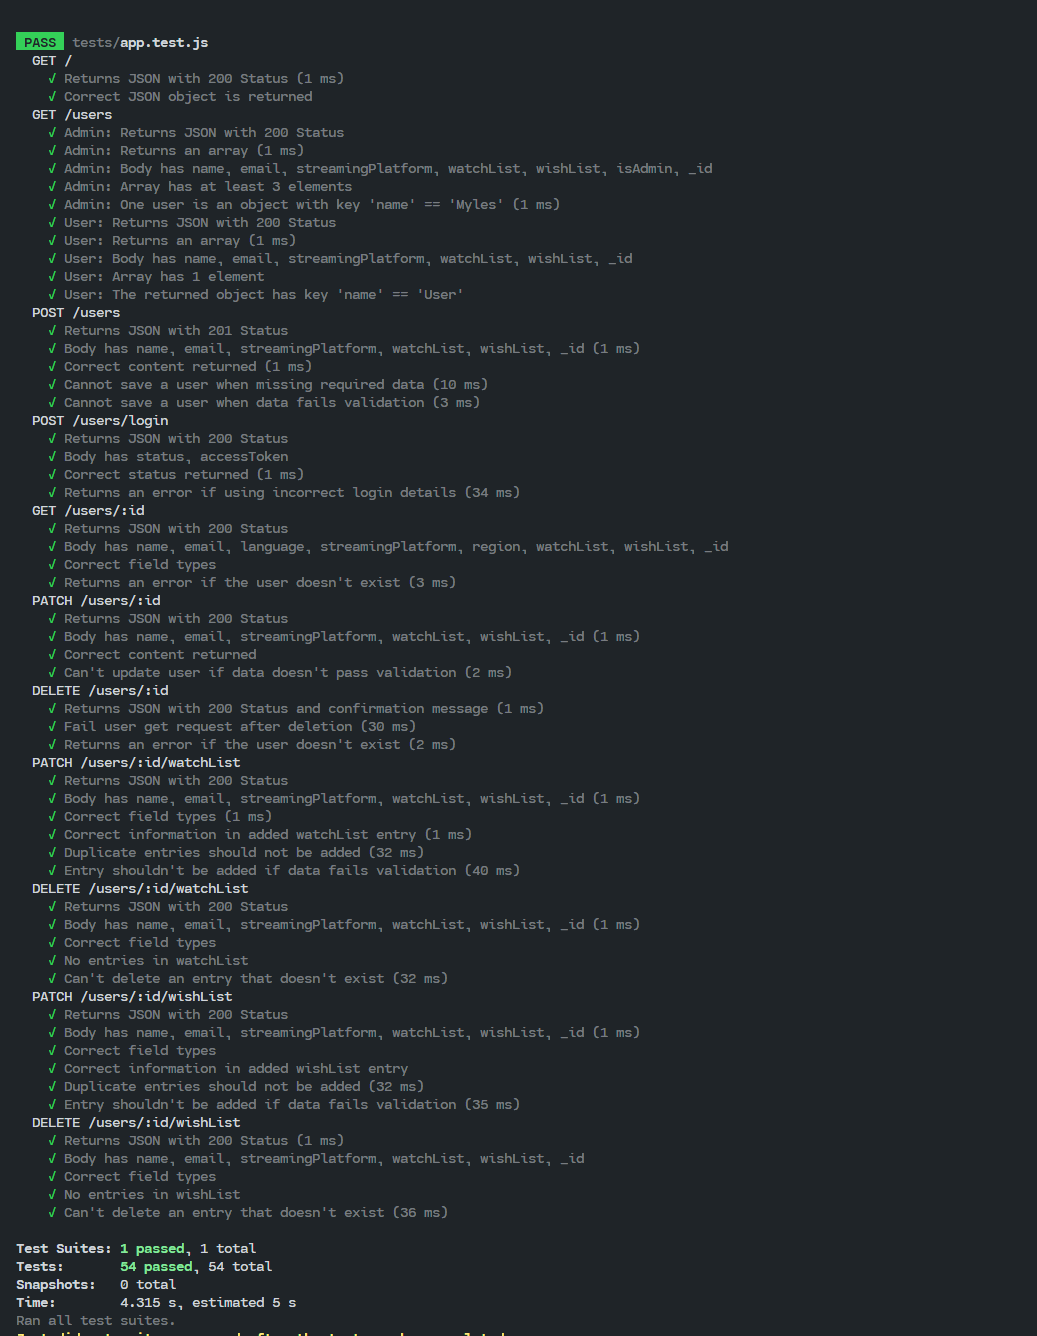 PASS tests/app.test.js
GET /
√ Returns JSON with 200 Status (1 ms)
√ Correct JSON object is returned
GET /users
√ Admin: Returns JSON with 200 Status
√ Admin: Returns an array (1 ms)
√ Admin: Body has name, email, streamingPlatform, watchList, wishList, isAdmin, _id
√ Admin: Array has at least 3 elements
√ Admin: One user is an object with key 'name' == 'Myles' (1 ms)
√ User: Returns JSON with 200 Status
√ User: Returns an array (1 ms)
√ User: Body has name, email, streamingPlatform, watchList, wishList, _id
√ User: Array has 1 element
√ User: The returned object has key 'name' == 'User'
POST /users
√ Returns JSON with 201 Status
√ Body has name, email, streamingPlatform, watchList, wishList, _id (1 ms)
√ Correct content returned (1 ms)
√ Cannot save a user when missing required data (10 ms)
√ Cannot save a user when data fails validation (3 ms)
POST /users/login
√ Returns JSON with 200 Status
√ Body has status, accessToken
√ Correct status returned (1 ms)
√ Returns an error if using incorrect login details (34 ms)
GET /users/:id
√ Returns JSON with 200 Status
√ Body has name, email, language, streamingPlatform, region, watchList, wishList, _id
√ Correct field types
√ Returns an error if the user doesn't exist (3 ms)
PATCH /users/:id
√ Returns JSON with 200 Status
√ Body has name, email, streamingPlatform, watchList, wishList, _id (1 ms)
√ Correct content returned
√ Can't update user if data doesn't pass validation (2 ms)
DELETE /users/:id
√ Returns JSON with 200 Status and confirmation message (1 ms)
√ Fail user get request after deletion (30 ms)
√ Returns an error if the user doesn't exist (2 ms)
PATCH /users/:id/watchList
√ Returns JSON with 200 Status
√ Body has name, email, streamingPlatform, watchList, wishList, _id (1 ms)
√ Correct field types (1 ms)
√ Correct information in added watchList entry (1 ms)
√ Duplicate entries should not be added (32 ms)
√ Entry shouldn't be added if data fails validation (40 ms)
DELETE /users/:id/watchList
√ Returns JSON with 200 Status
√ Body has name, email, streamingPlatform, watchList, wishList, _id (1 ms)
√ Correct field types
√ No entries in watchList
√ Can't delete an entry that doesn't exist (32 ms)
PATCH /users/:id/wishList
√ Returns JSON with 200 Status
√ Body has name, email, streamingPlatform, watchList, wishList, _id (1 ms)
√ Correct field types
√ Correct information in added wishList entry
√ Duplicate entries should not be added (32 ms)
√ Entry shouldn't be added if data fails validation (35 ms)
DELETE /users/:id/wishList
√ Returns JSON with 200 Status (1 ms)
√ Body has name, email, streamingPlatform, watchList, wishList, _id
√ Correct field types
√ No entries in wishList
√ Can't delete an entry that doesn't exist (36 ms)
Test Suites: 1 passed, 1 total
Tests: 54 passed, 54 total
Snapshots: 0 total
Time: 4.315 s, estimated 5 s
Ran all test suites.